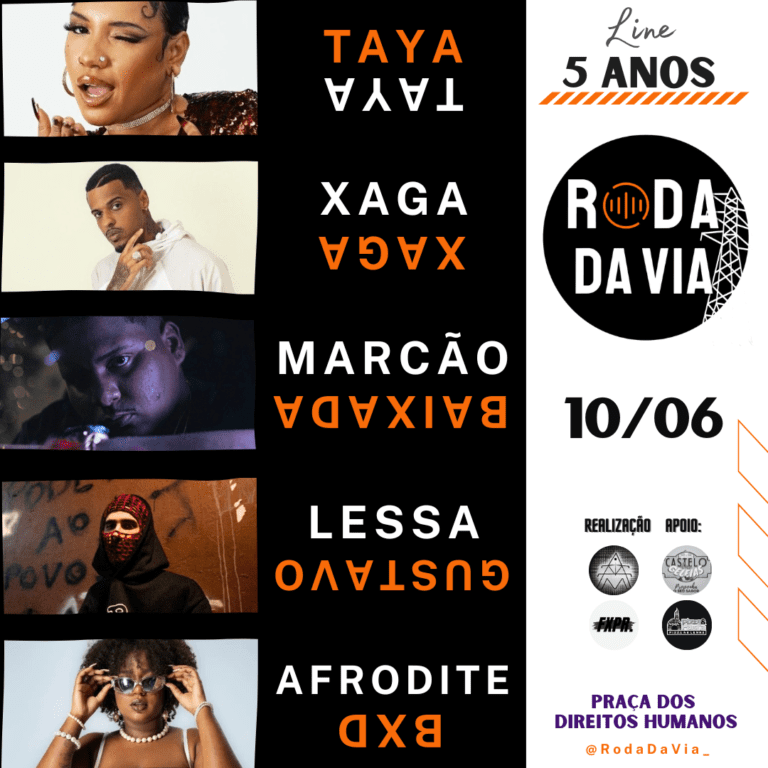 TAYA
TAYA
XAGA
XAGA
MARCÃO
BAIXADA
LESSA
GUSTAVO
AFRODITE
BXD
AO
POVO
Line
5 ANOS
RODA
DA VIA
10/06
REALIZAÇÃO
APOIO:
CASTELO
FXPR.
PRAÇA DOS
DIREITOS HUMANOS
@RodaDaVia_